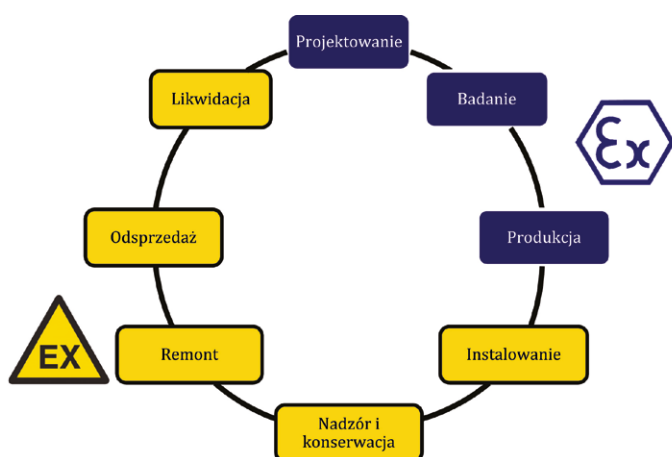 Projektowanie
Badanie
Produkcja
Instalowanie
Nadzór i
konserwacja
Remont
Odsprzedaż
Likwidacja
Ex
EX